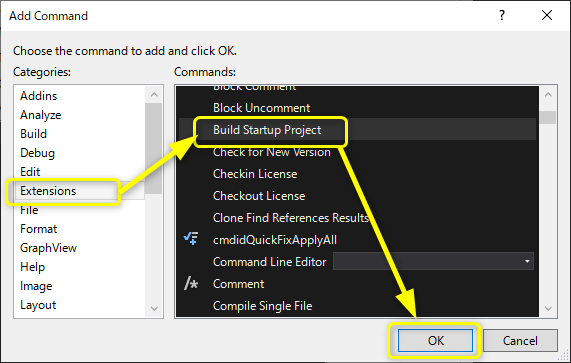 Add Command
Choose the command to add and click OK.
Categories:
Addins
Analyze
Build
Debug
Edit
Extensions
File
Format
GraphView
Help
Image
Layout
Commands:
Block Comment
Block Uncomment
Build Startup Project
Check for New Version
Checkin License
Checkout License
Clone Find References Results
cmdidQuickFixApplyAll
Command Line Editor
Comment
Compile Single File
OK
Cancel